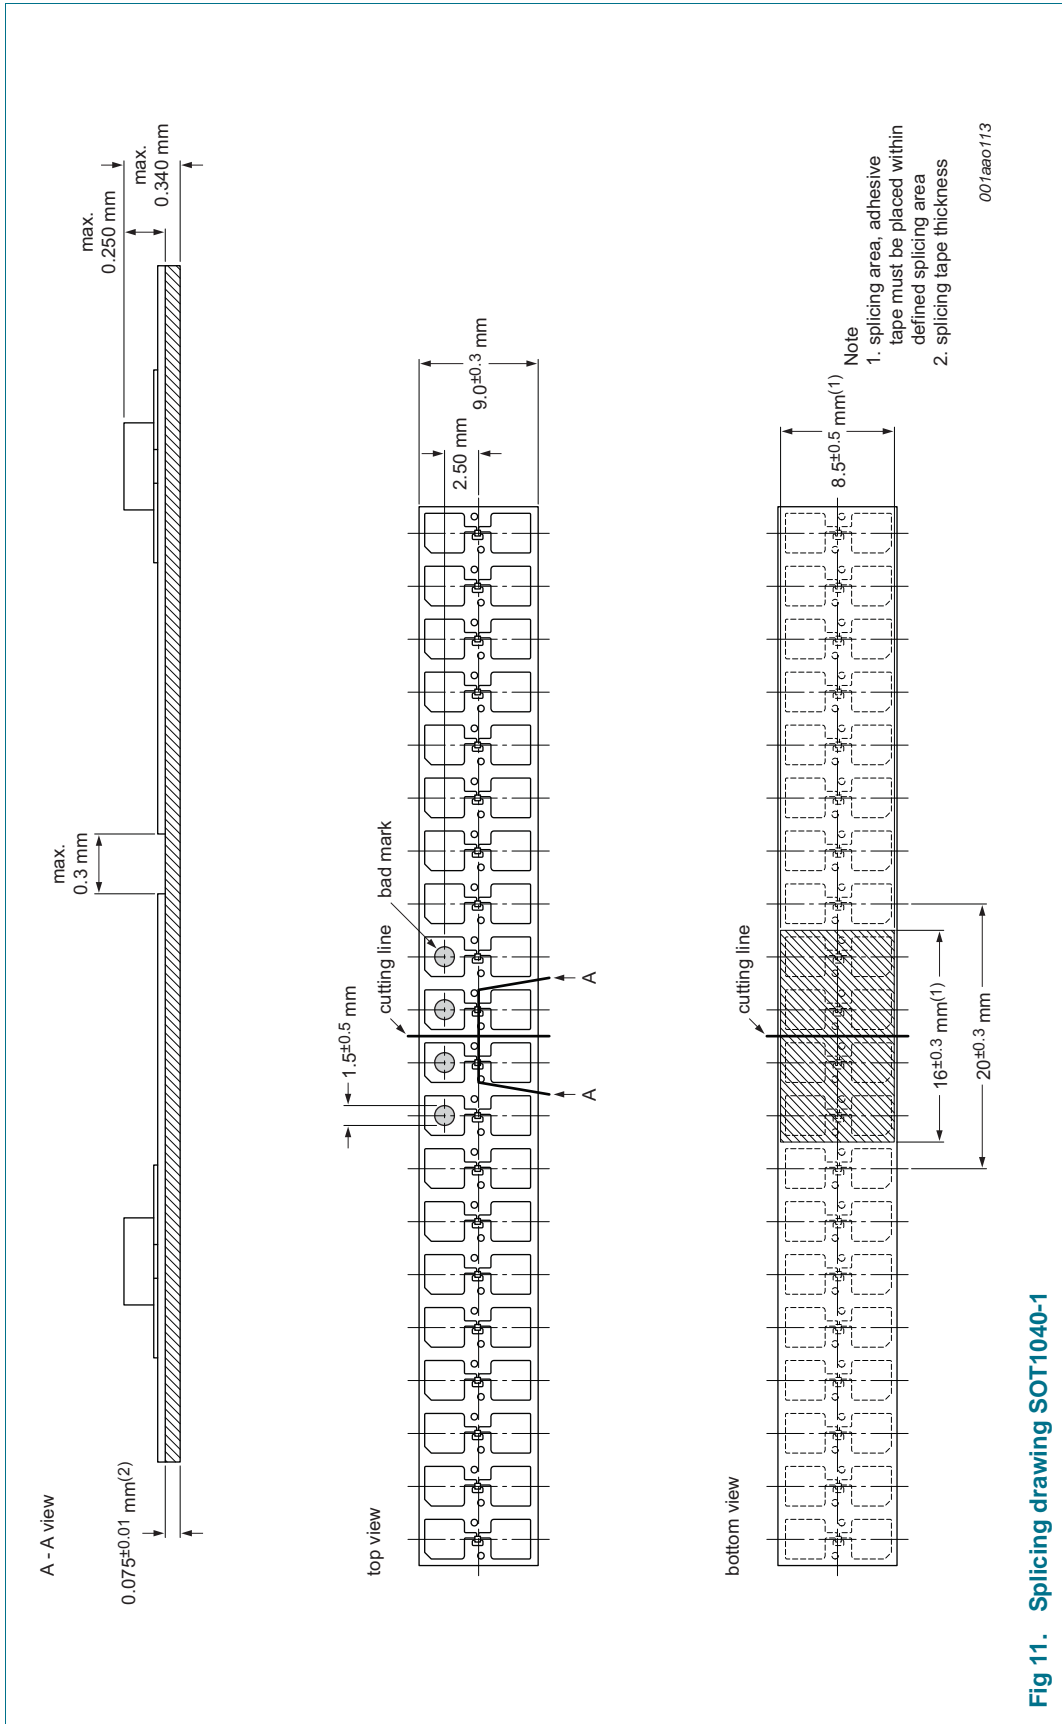 A - A view
0.075±0.01 mm(2)
max.
0.3 mm
max.
0.250 mm
max.
0.340 mm
top view
1.5±0.5 mm
cutting line
bad mark
A
A
2.50 mm
9.0±0.3 mm
bottom view
cutting line
16±0.3 mm(1)
20±0.3 mm
8.5±0.5 mm(1)
Note
1. splicing area, adhesive
tape must be placed within
defined splicing area
2. splicing tape thickness
001aao113
Fig 11. Splicing drawing SOT1040-1